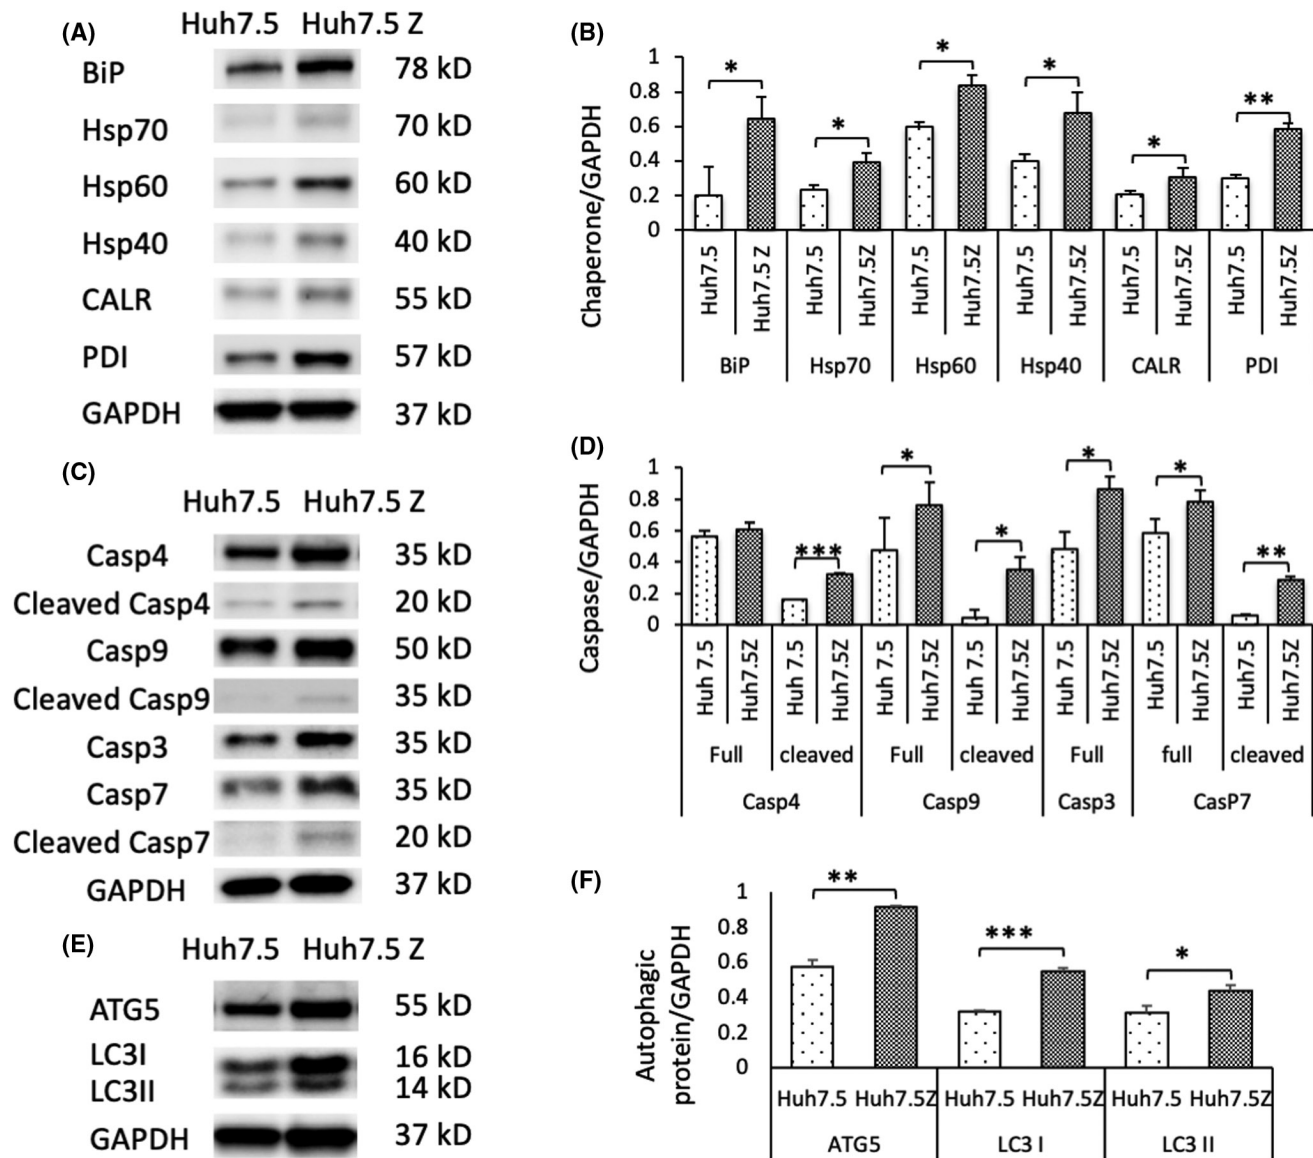 (A)
Huh7.5 Huh7.5 Z
BiP 78 kD
Hsp70 70 kD
Hsp60 60 kD
Hsp40 40 kD
CALR 55 kD
PDI 57 kD
GAPDH 37 kD
(B)
Chaperone/GAPDH
1
0.8
0.6
0.4
0.2
0
* * * * * **
Huh7.5 Huh7.5 Z Huh7.5 Huh7.5Z Huh7.5 Huh7.5Z Huh7.5 Huh7.5Z Huh7.5 Huh7.5Z Huh7.5 Huh7.5Z
BiP Hsp70 Hsp60 Hsp40 CALR PDI
(C)
Huh7.5 Huh7.5 Z
Casp4 35 kD
Cleaved Casp4 20 kD
Casp9 50 kD
Cleaved Casp9 35 kD
Casp3 35 kD
Casp7 35 kD
Cleaved Casp7 20 kD
GAPDH 37 kD
(D)
Caspase/GAPDH
1
0.8
0.6
0.4
0.2
0
*** * * * * **
Huh 7.5 Huh7.5Z Huh 7.5 Huh7.5Z Huh 7.5 Huh7.5Z Huh 7.5 Huh7.5Z Huh 7.5 Huh7.5Z Huh7.5 Huh7.5Z Huh7.5 Huh7.5Z
Full cleaved Full cleaved Full full cleaved
Casp4 Casp9 Casp3 CasP7
(E)
Huh7.5 Huh7.5 Z
ATG5 55 kD
LC3I 16 kD
LC3II 14 kD
GAPDH 37 kD
(F)
Autophagic
protein/GAPDH
1
0.8
0.6
0.4
0.2
0
** *** *
Huh7.5 Huh7.5Z Huh7.5 Huh7.5Z Huh7.5 Huh7.5Z
ATG5 LC3 I LC3 II